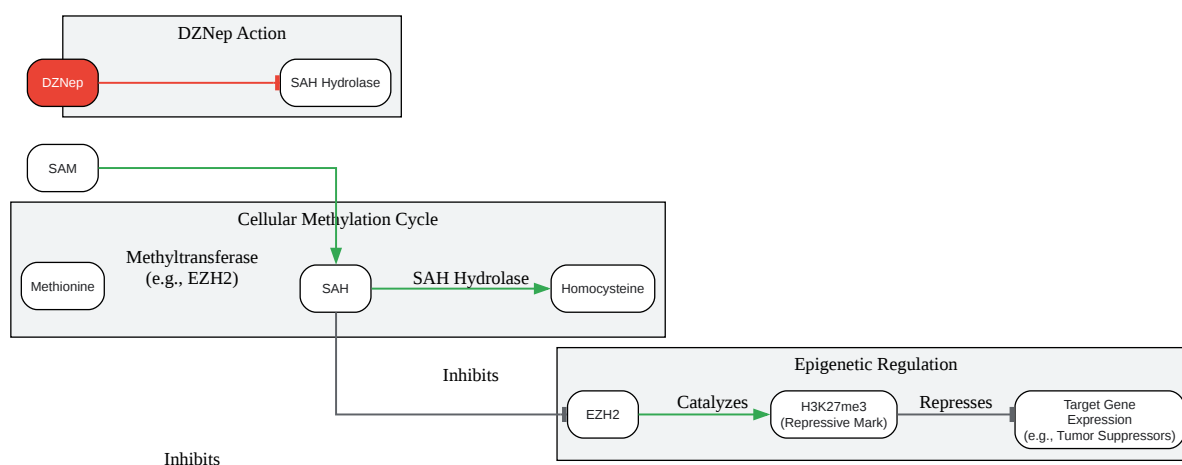 DZNep Action
DZNep
SAH Hydrolase
SAM
Cellular Methylation Cycle
Methyltransferase
(e.g., EZH2)
Methionine
SAH
SAH Hydrolase
Homocysteine
Inhibits
Epigenetic Regulation
EZH2
Catalyzes
H3K27me3
(Repressive Mark)
Represses
Target Gene
Expression
(e.g., Tumor Suppressors)
Inhibits